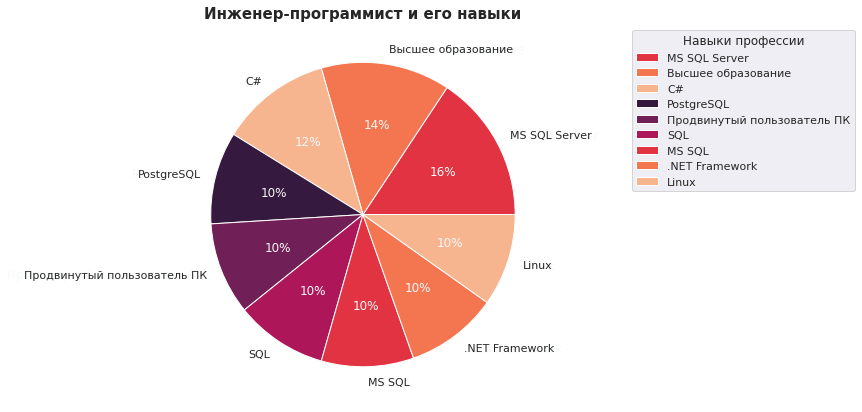 Инженер-программист и его навыки
Высшее образование
C#
MS SQL Server
14%
12%
16%
PostgreSQL
10%
10%
Linux
10%
Продвинутый пользователь ПК
10%
10%
10%
SQL
MS SQL
.NET Framework
Навыки профессии
MS SQL Server
Высшее образование
C#
PostgreSQL
Продвинутый пользователь ПК
SQL
MS SQL
.NET Framework
Linux